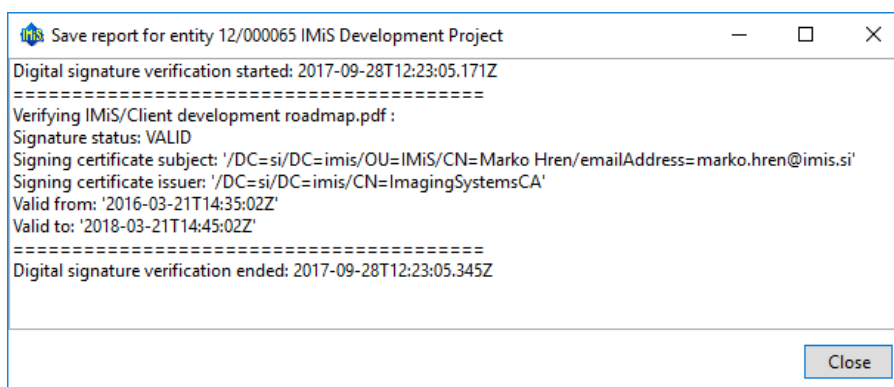 Save report for entity 12/000065 IMiS Development Project
Digital signature verification started: 2017-09-28T12:23:05.171Z
========================================
Verifying IMiS/Client development roadmap.pdf :
Signature status: VALID
Signing certificate subject: '/DC=si/DC=imis/OU=IMiS/CN=Marko Hren/emailAddress=marko.hren@imis.si'
Signing certificate issuer: '/DC=si/DC=imis/CN=ImagingSystemsCA'
Valid from: '2016-03-21T14:35:02Z'
Valid to: '2018-03-21T14:45:02Z'
========================================
Digital signature verification ended: 2017-09-28T12:23:05.345Z
Close